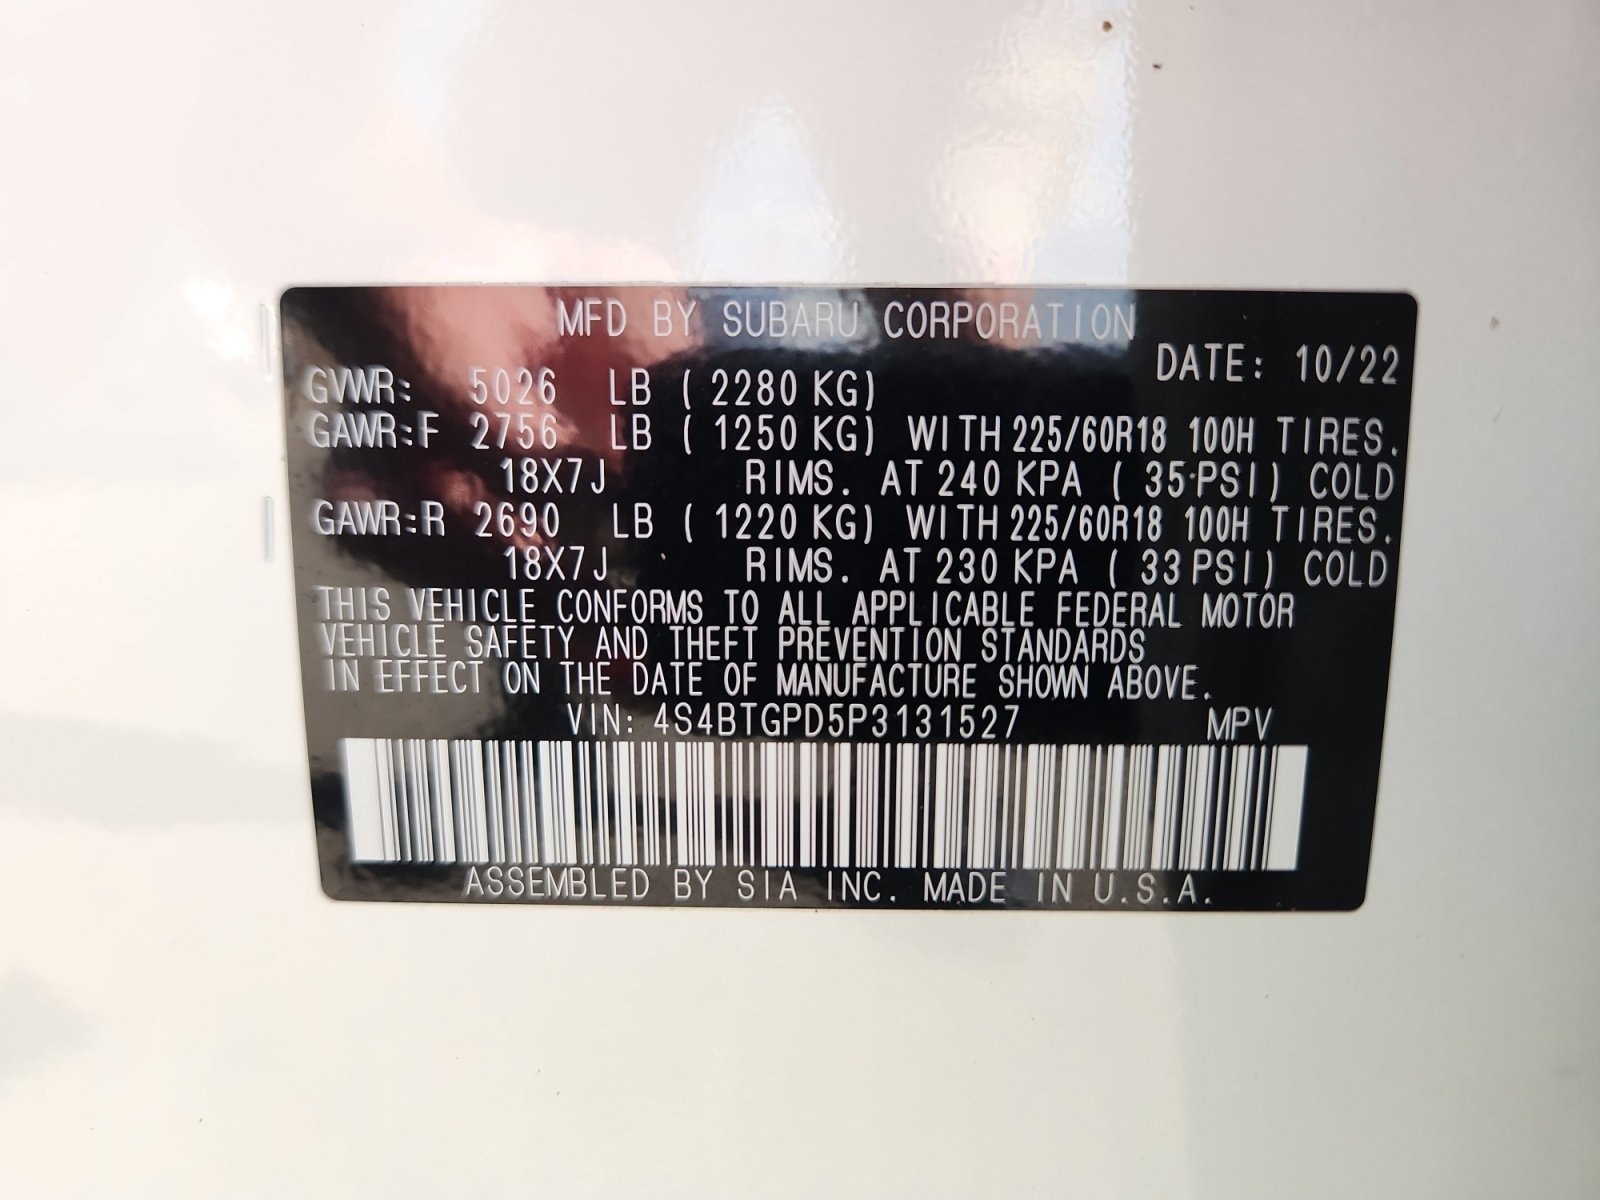 MFD BY SUBARU CORPORATION
DATE: 10/22
GVWR: 5026 LB ( 2280 KG)
GAWR:F 2756 LB ( 1250 KG) WITH 225/60R18 100H TIRES.
18X7J RIMS. AT 240 KPA ( 35 PSI) COLD
GAWR:R 2690 LB ( 1220 KG) WITH 225/60R18 100H TIRES.
18X7J RIMS. AT 230 KPA ( 33 PSI) COLD
THIS VEHICLE CONFORMS TO ALL APPLICABLE FEDERAL MOTOR
VEHICLE SAFETY AND THEFT PREVENTION STANDARDS
IN EFFECT ON THE DATE OF MANUFACTURE SHOWN ABOVE.
VIN: 4S4BTGPD5P3131527 MPV
ASSEMBLED BY SIA INC. MADE IN U.S.A.